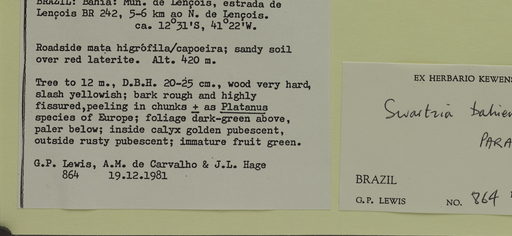 BRAZIL: Bahia: Mun. de Lençois, estrada de
Lençois BR 242, 5-6 km ao N. de Lençois.
ca. 12°31'S, 41°22'W.
Roadside mata higròfila/capoeira; sandy soil
over red laterite. Alt. 420 m.
Tree to 12 m., D.B.H. 20-25 cm., wood very hard,
slash yellowish; bark rough and highly
fissured,peeling in chunks ± as Platanus
species of Europe; foliage dark-green above,
paler below; inside calyx golden pubescent,
outside rusty pubescent; immature fruit green.
G.P. Lewis, A.M. de Carvalho & J.L. Hage
864 19.12.1981
EX HERBARIO KEWENS
Swartzia bahien
PARA
BRAZIL
G.P. LEWIS NO. 864